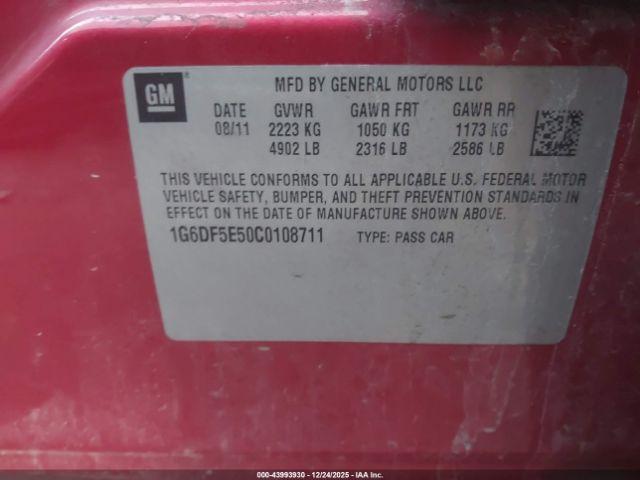 GM
MFD BY GENERAL MOTORS LLC
DATE GVWR GAWR FRT GAWR RR
08/11 2223 KG 1050 KG 1173 KG
4902 LB 2316 LB 2586 LB
THIS VEHICLE CONFORMS TO ALL APPLICABLE U.S. FEDERAL MOTOR
VEHICLE SAFETY, BUMPER, AND THEFT PREVENTION STANDARDS IN
EFFECT ON THE DATE OF MANUFACTURE SHOWN ABOVE.
1G6DF5E50C0108711 TYPE: PASS CAR
000-43993930 - 12/24/2025 - IAA Inc.